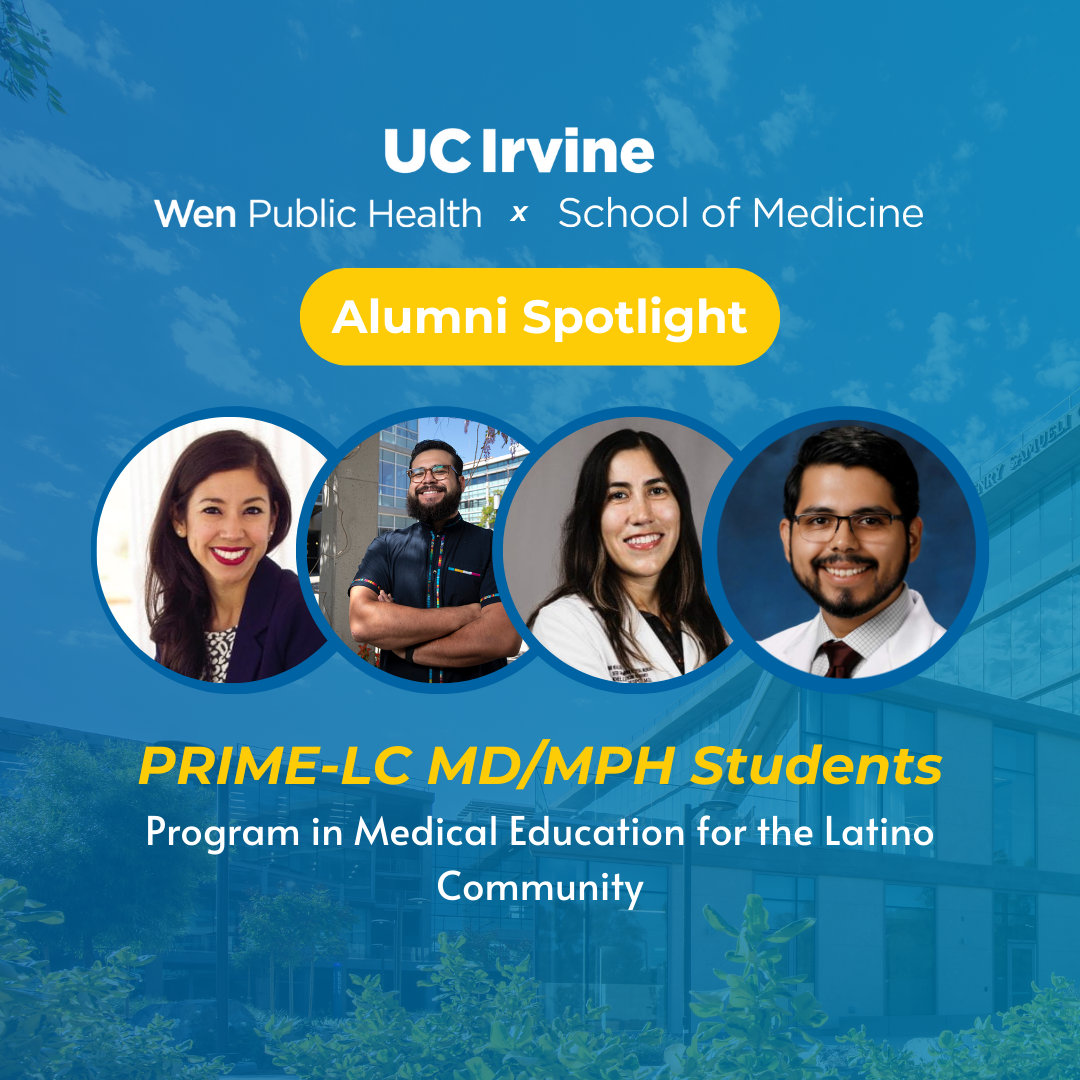 UC Irvine
Wen Public Health x School of Medicine
Alumni Spotlight
SAMUELI
PRIME-LC MD/MPH Students
Program in Medical Education for the Latino
Community